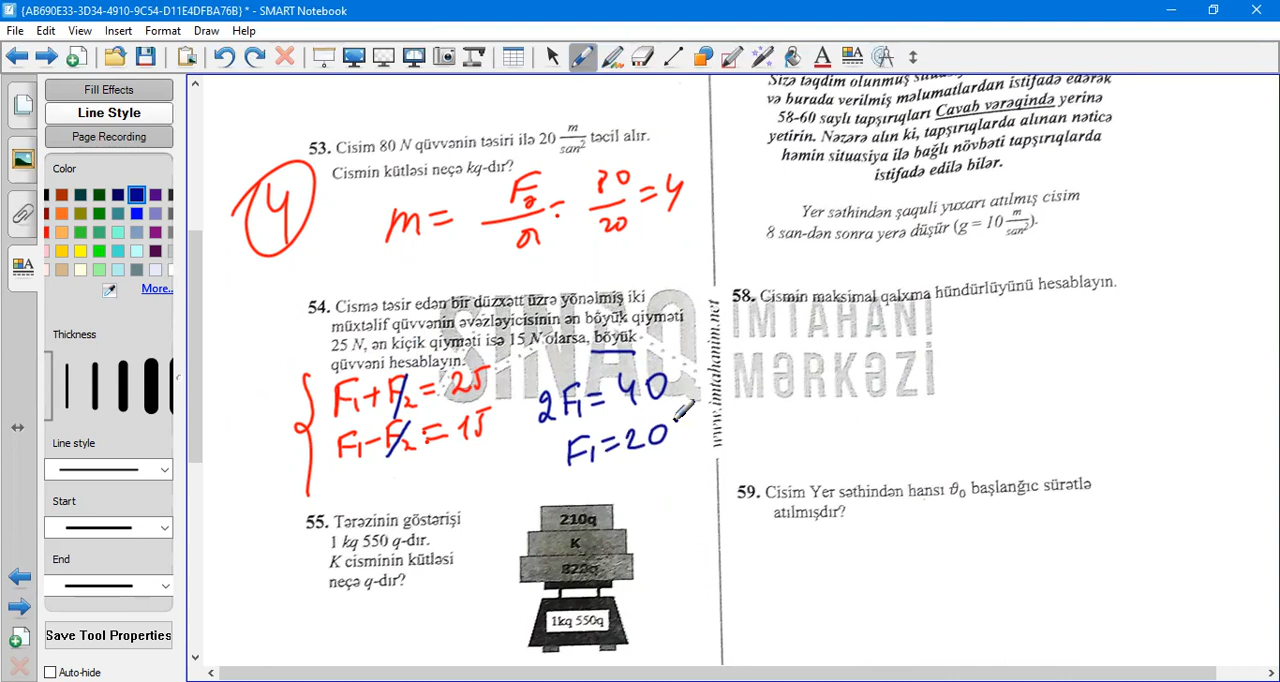 {AB690E33-3D34-4910-9C54-D11E4DFBA76B}* - SMART Notebook
File Edit View Insert Format Draw Help
Fill Effects
Line Style
Page Recording
Color
More..
Thickness
Line style
Start
End
Save Tool Properties
Auto-hide
53. Cisim 80 N qüvvənin təsiri ilə 20 m/san² təcil alır.
Cismin kütləsi neçə kq-dır?
4
m = F/a = 80/20 = 4
54. Cismə təsir edən bir düzxətt üzrə yönəlmiş iki
müxtəlif qüvvənin əvəzləyicisinin ən böyük qiyməti
25 N, ən kiçik qiyməti isə 15 N olarsa, böyük
qüvvəni hesablayın.
F1+F2=25
F1-F2=15
2F1=40
F1=20
55. Tərəzinin göstərişi
1 kq 550 q-dır.
K cisminin kütləsi
neçə q-dır?
210q
K
1kq 550q
SINAQ
İMTAHANI
MƏRKƏZİ
www.imtahanim.net
Sizə təqdim olunmuş
və burada verilmiş məlumatlardan istifadə edərək
58-60 saylı tapşırıqları Cavab vərəqində yerinə
yetirin. Nəzərə alın ki, tapşırıqlarda alınan nəticə
həmin situasiya ilə bağlı növbəti tapşırıqlarda
istifadə edilə bilər.
Yer səthindən şaquli yuxarı atılmış cisim
8 san-dən sonra yerə düşür (g = 10 m/san²).
58. Cismin maksimal qalxma hündürlüyünü hesablayın.
59. Cisim Yer səthindən hansı ϑ₀ başlanğıc sürətlə
atılmışdır?